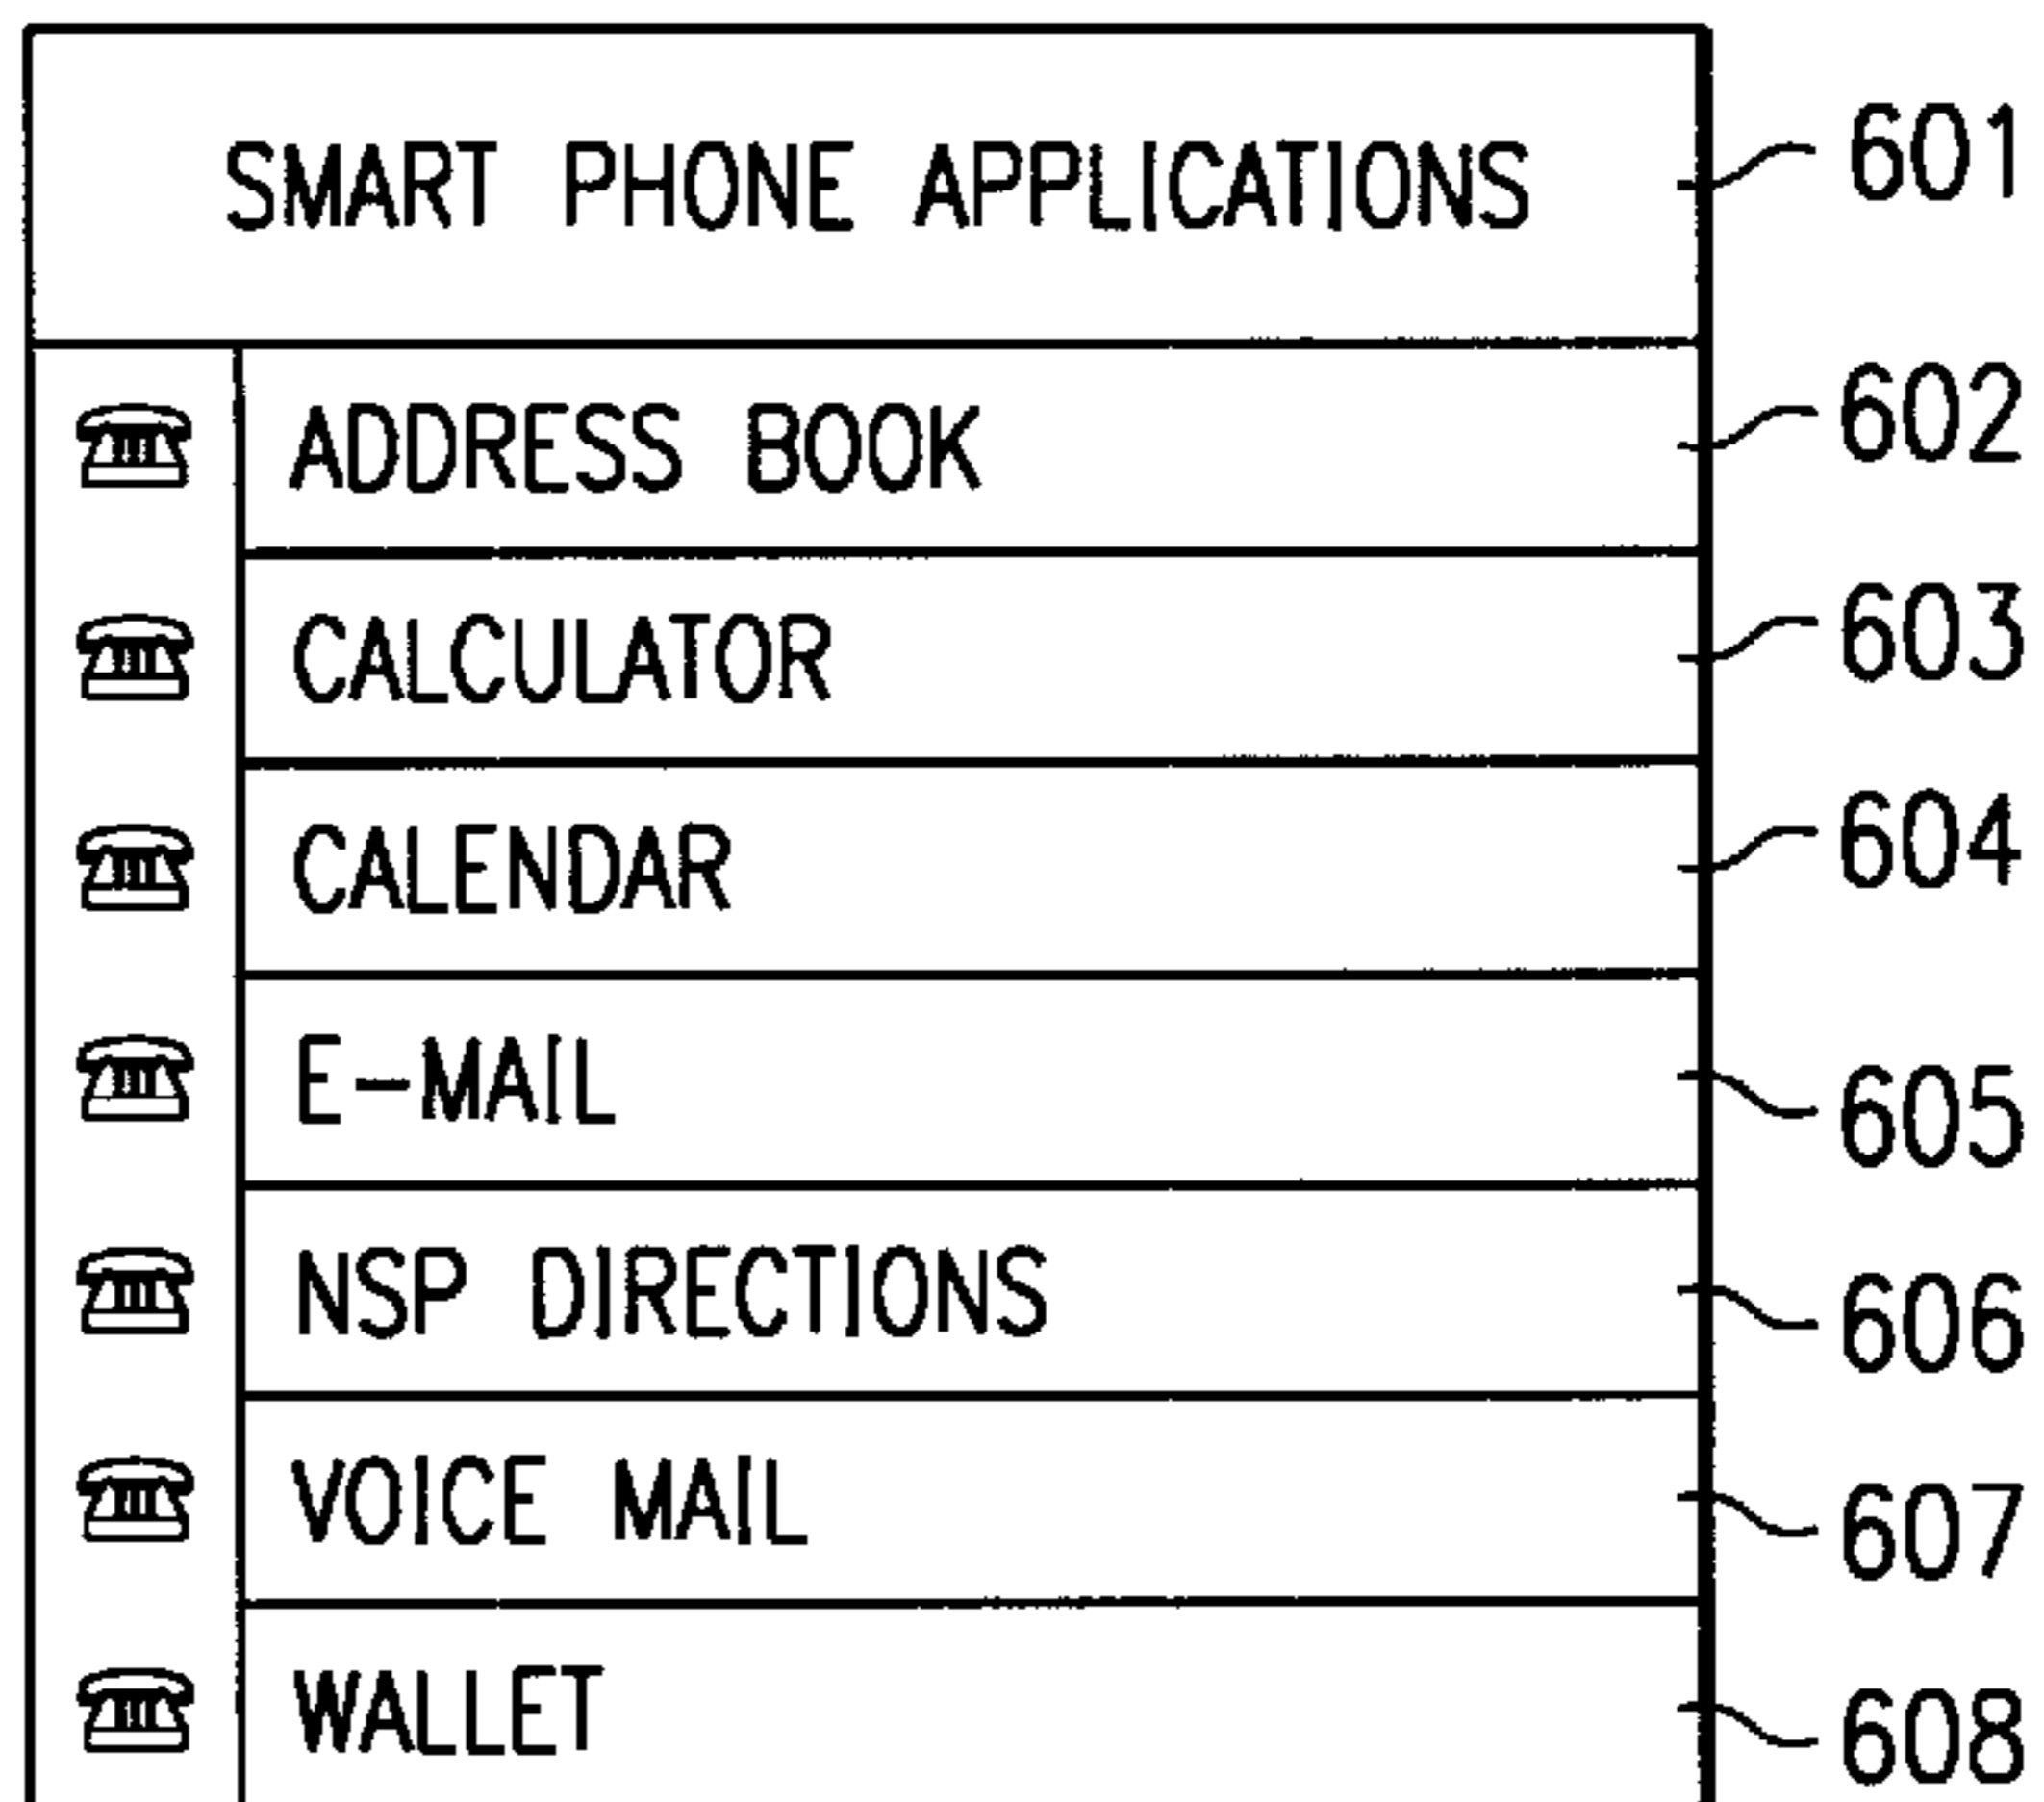 SMART PHONE APPLICATIONS 601
ADDRESS BOOK 602
CALCULATOR 603
CALENDAR 604
E-MAIL 605
NSP DIRECTIONS 606
VOICE MAIL 607
WALLET 608